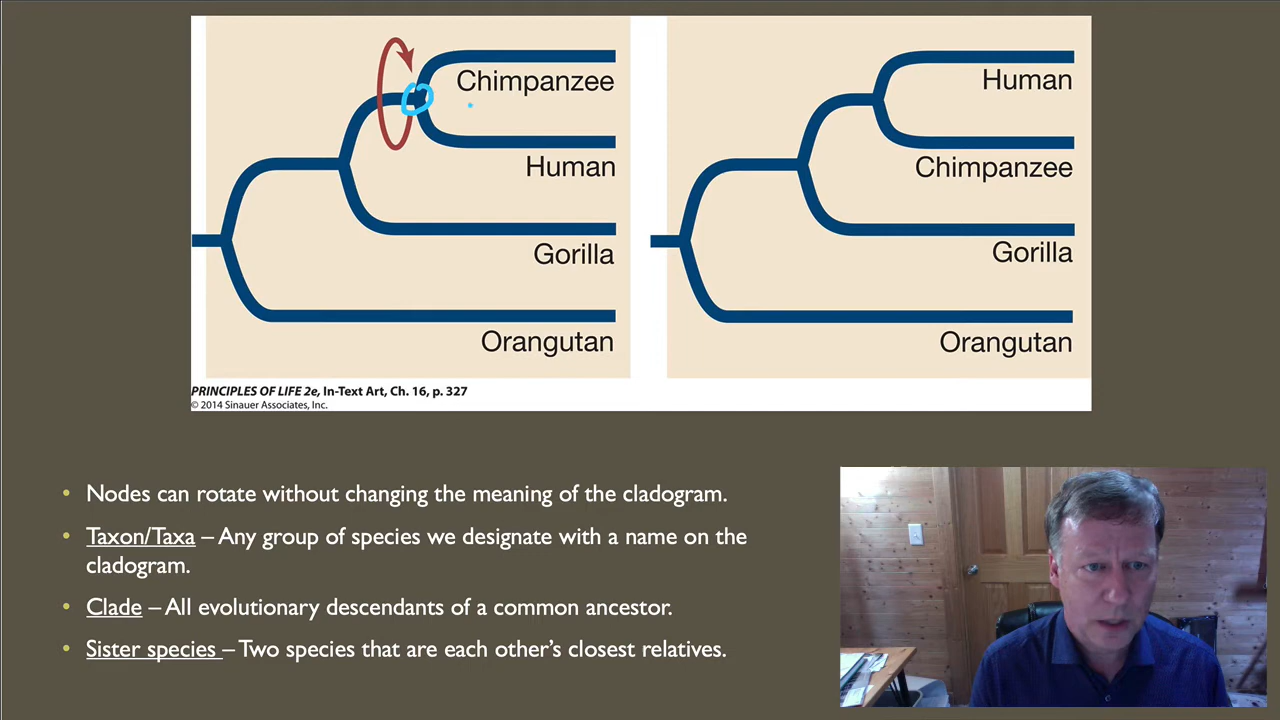 Chimpanzee
Human
Gorilla
Orangutan
Human
Chimpanzee
Gorilla
Orangutan
PRINCIPLES OF LIFE 2e, In-Text Art, Ch. 16, p. 327
© 2014 Sinauer Associates, Inc.
• Nodes can rotate without changing the meaning of the cladogram.
• Taxon/Taxa – Any group of species we designate with a name on the
cladogram.
• Clade – All evolutionary descendants of a common ancestor.
• Sister species – Two species that are each other's closest relatives.